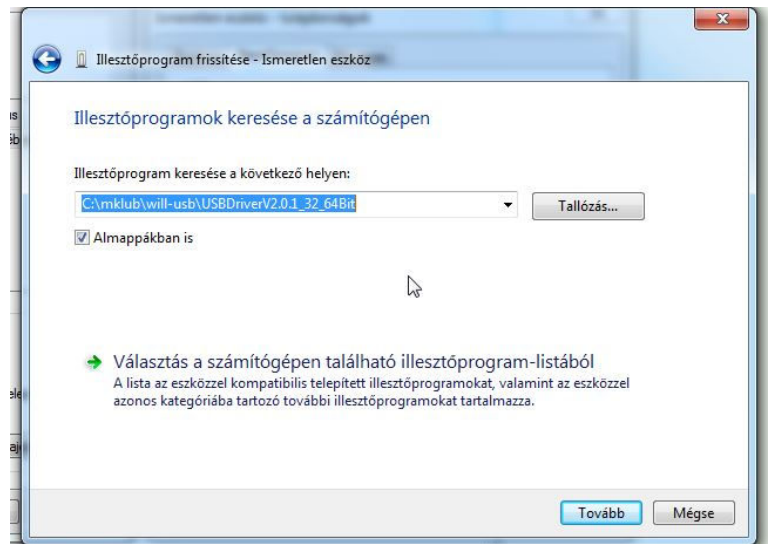 Illesztőprogram frissítése - Ismeretlen eszköz
Illesztőprogramok keresése a számítógépen
Illesztőprogram keresése a következő helyen:
C:\mklub\will-usb\USBDriverV2.0.1_32_64Bit
Tallózás...
Almappákban is
Választás a számítógépen található illesztőprogram-listából
A lista az eszközzel kompatibilis telepített illesztőprogramokat, valamint az eszközzel
azonos kategóriába tartozó további illesztőprogramokat tartalmazza.
Tovább
Mégse